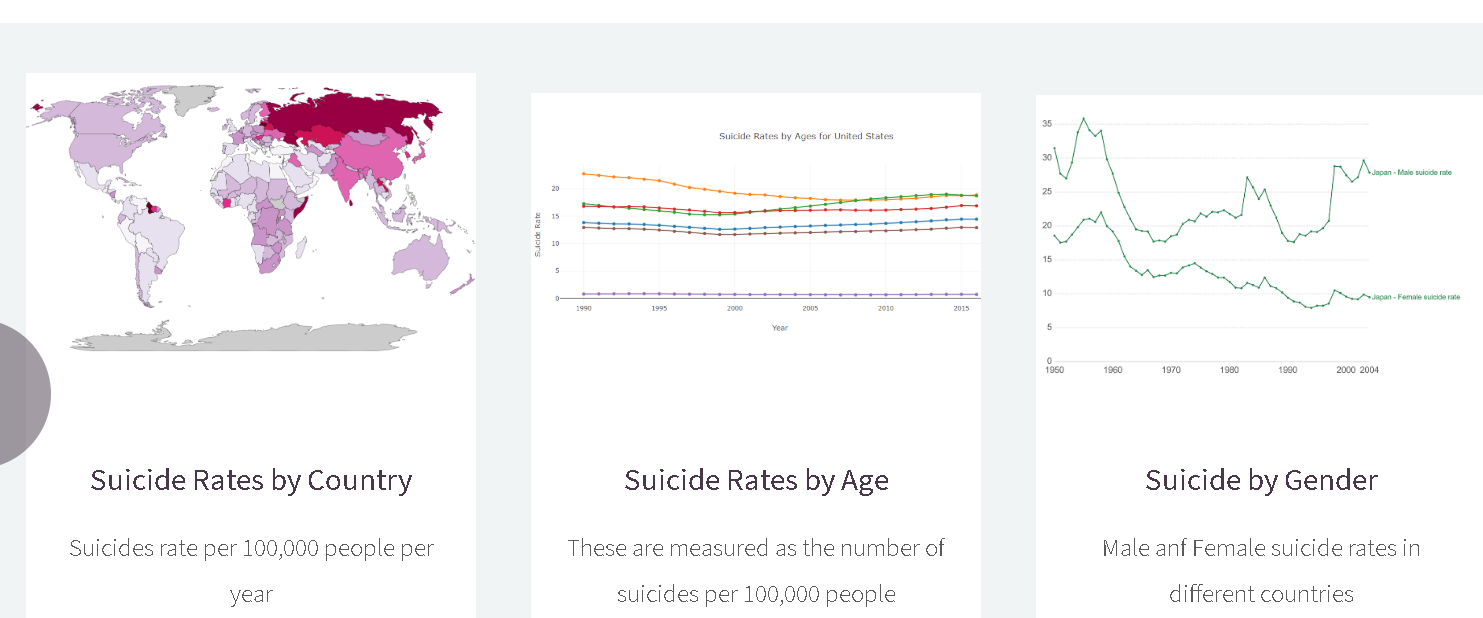 Suicide Rates by Ages for United States
Suicide Rate
20
15
10
5
0
1990
1995
2000
2005
2010
2015
Year
35
30
25
20
15
10
5
0
Japan - Male suicide rate
Japan - Female suicide rate
1950
1960
1970
1980
1990
2000
2004
Suicide Rates by Country
Suicides rate per 100,000 people per
year
Suicide Rates by Age
These are measured as the number of
suicides per 100,000 people
Suicide by Gender
Male anf Female suicide rates in
different countries